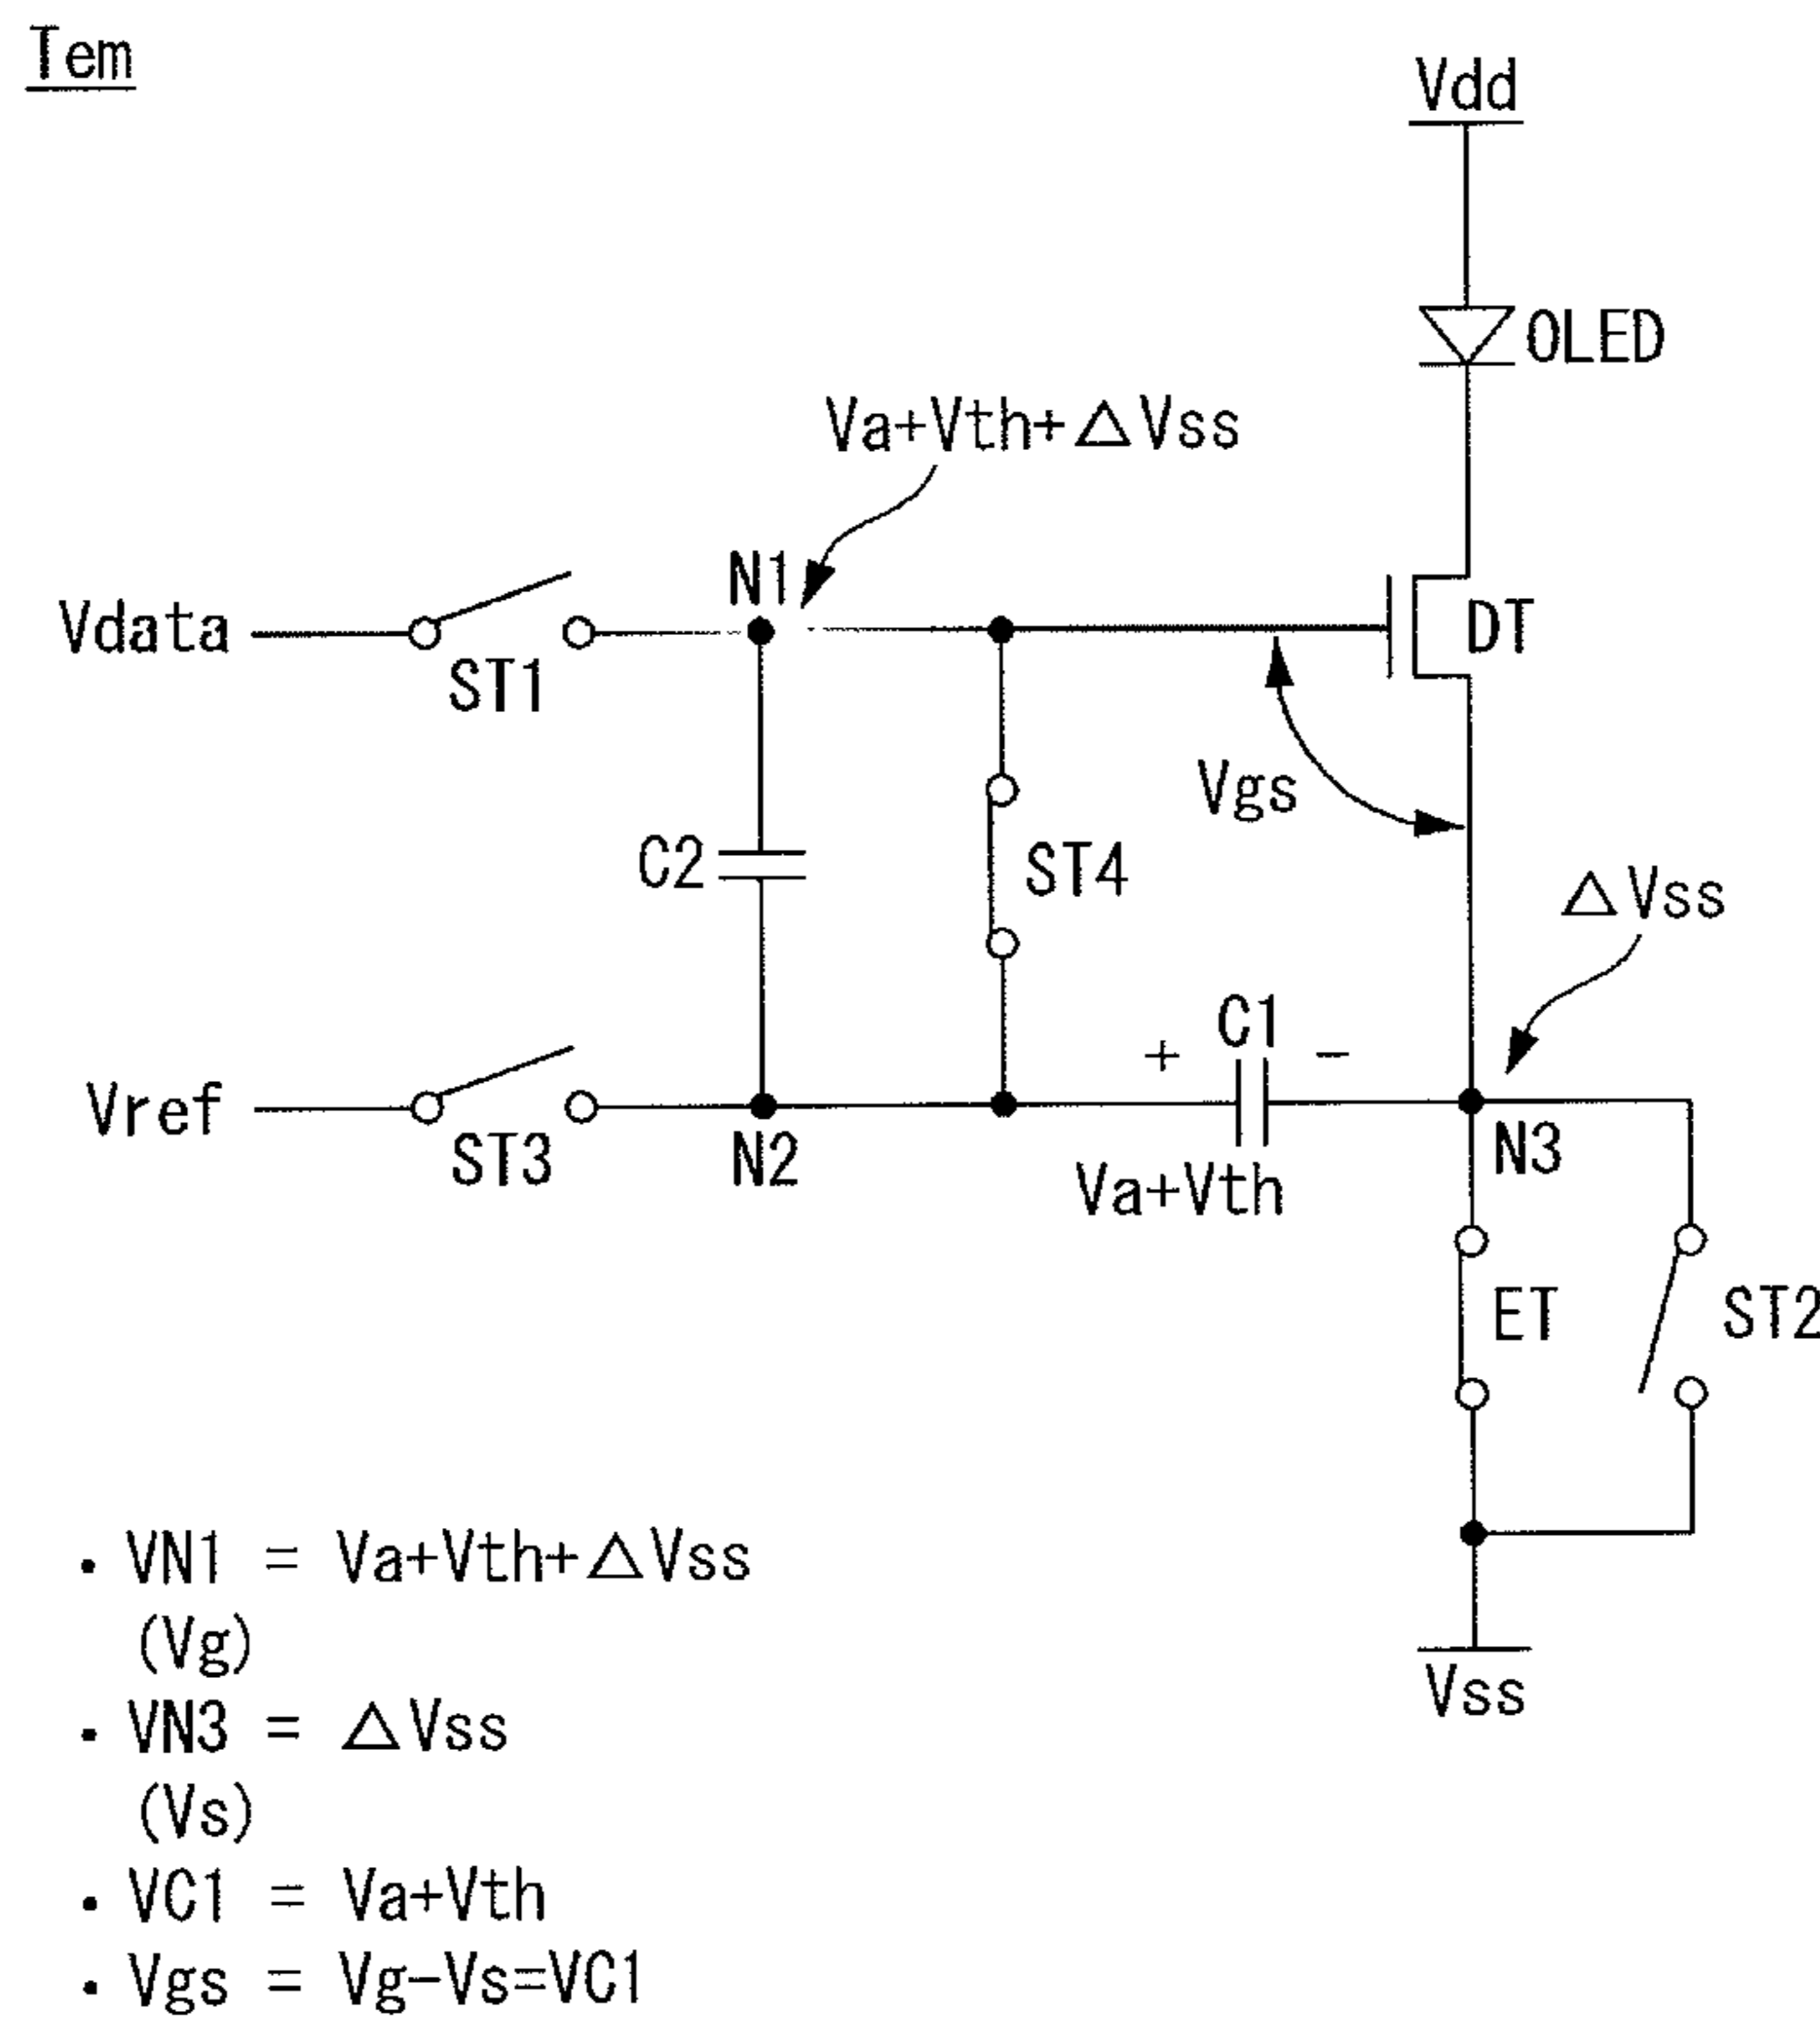 Tem
Vdd
OLED
Va+Vth+△Vss
N1
Vdata
ST1
DT
Vgs
C2
ST4
△Vss
C1
+ −
Vref
ST3
N2
Va+Vth
N3
ET
ST2
Vss
• VN1 = Va+Vth+△Vss
(Vg)
• VN3 = △Vss
(Vs)
• VC1 = Va+Vth
• Vgs = Vg−Vs=VC1